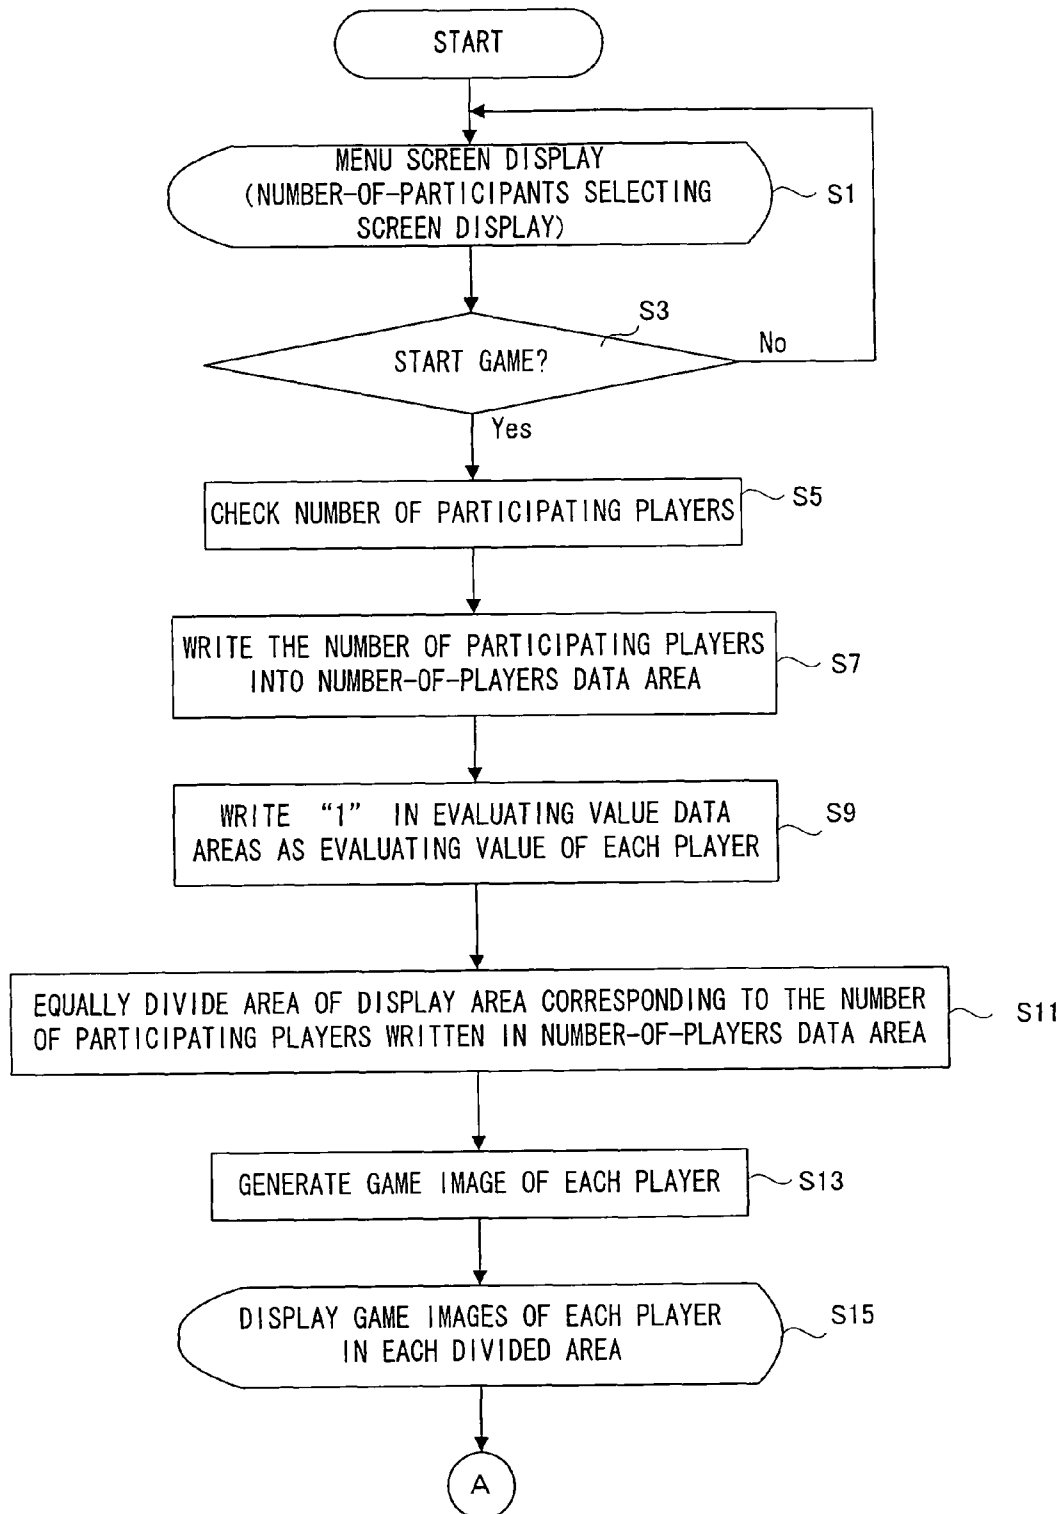 START
MENU SCREEN DISPLAY
(NUMBER-OF-PARTICIPANTS SELECTING
SCREEN DISPLAY)
S1
S3
START GAME?
No
Yes
CHECK NUMBER OF PARTICIPATING PLAYERS
S5
WRITE THE NUMBER OF PARTICIPATING PLAYERS
INTO NUMBER-OF-PLAYERS DATA AREA
S7
WRITE “1” IN EVALUATING VALUE DATA
AREAS AS EVALUATING VALUE OF EACH PLAYER
S9
EQUALLY DIVIDE AREA OF DISPLAY AREA CORRESPONDING TO THE NUMBER
OF PARTICIPATING PLAYERS WRITTEN IN NUMBER-OF-PLAYERS DATA AREA
S11
GENERATE GAME IMAGE OF EACH PLAYER
S13
DISPLAY GAME IMAGES OF EACH PLAYER
IN EACH DIVIDED AREA
S15
A